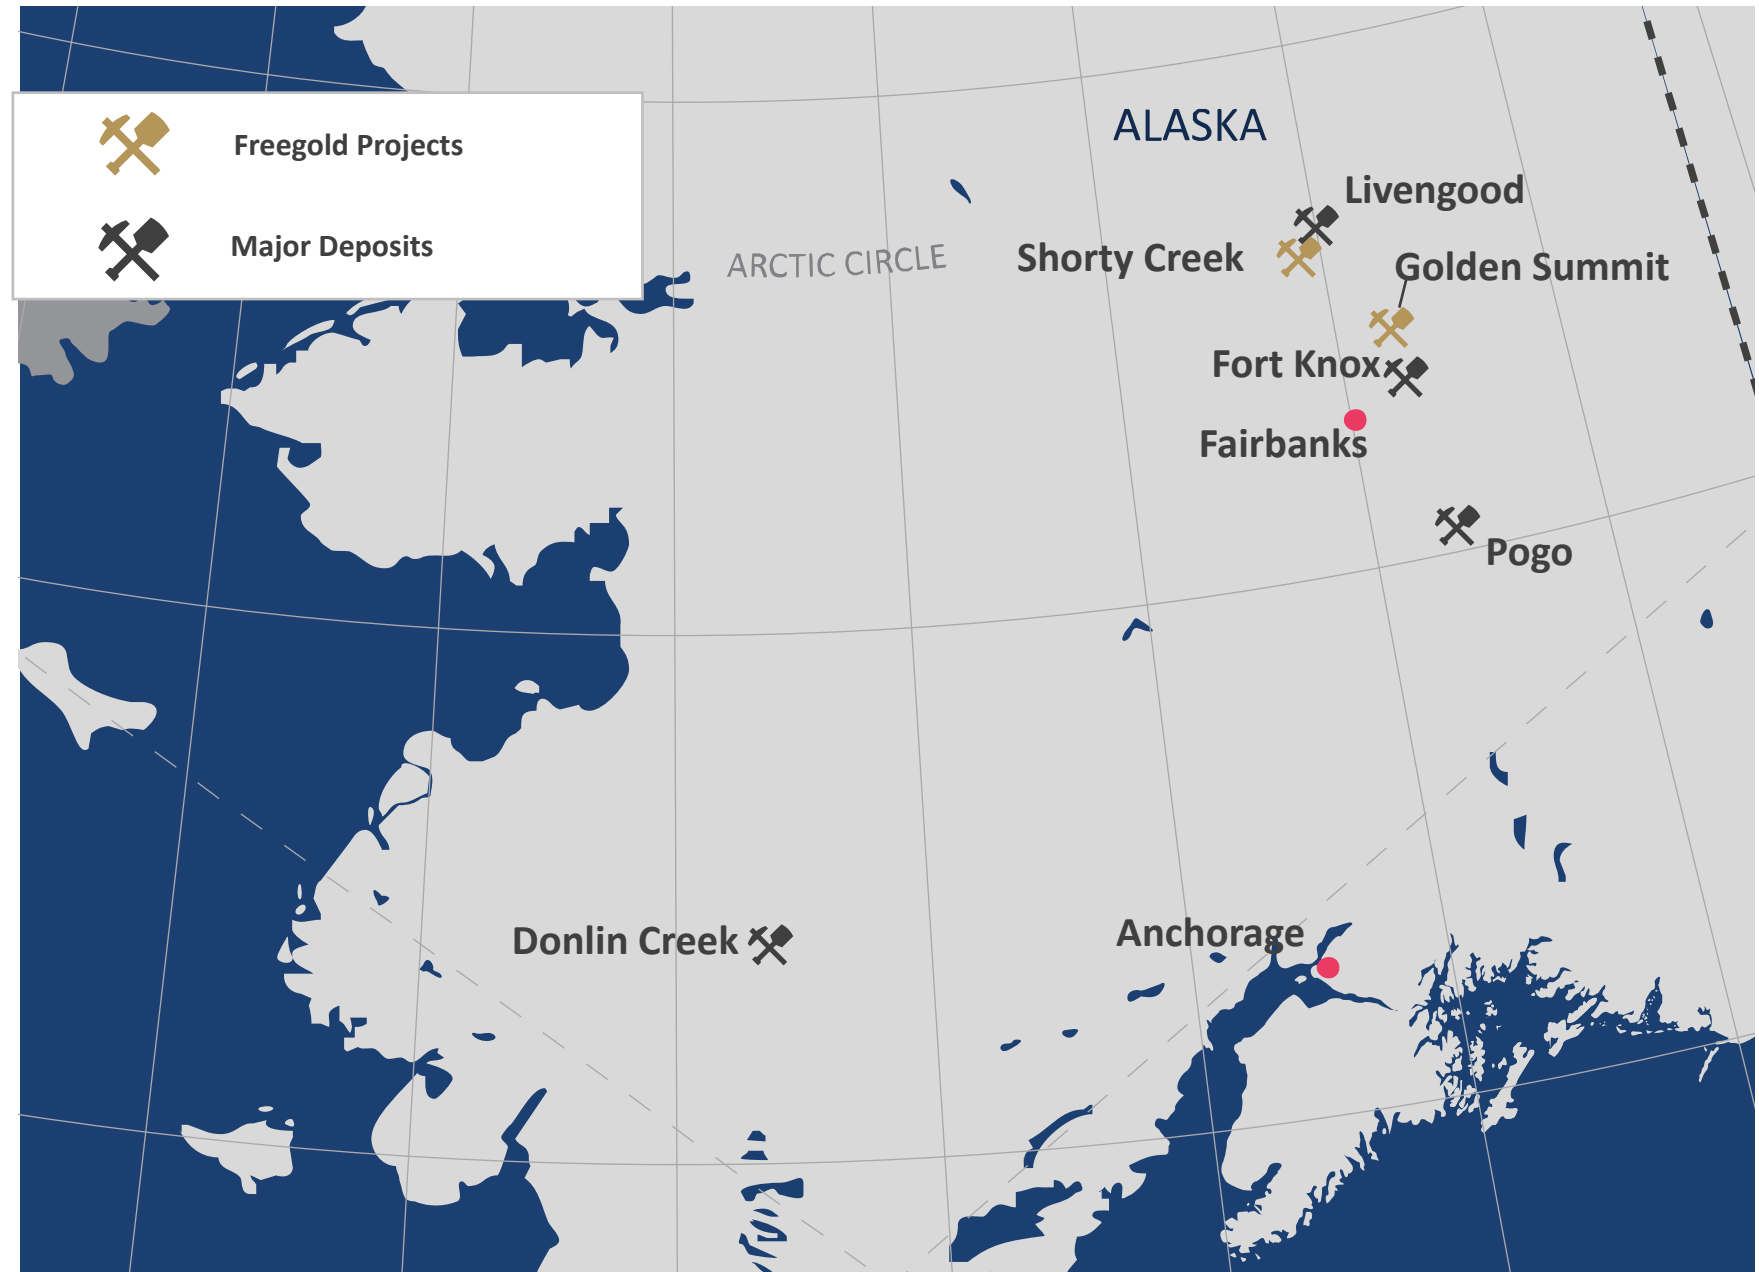 ALASKA
Freegold Projects
Livengood
Major Deposits
ARCTIC CIRCLE
Shorty Creek
Golden Summit
Fort Knox
Fairbanks
Pogo
Donlin Creek
Anchorage